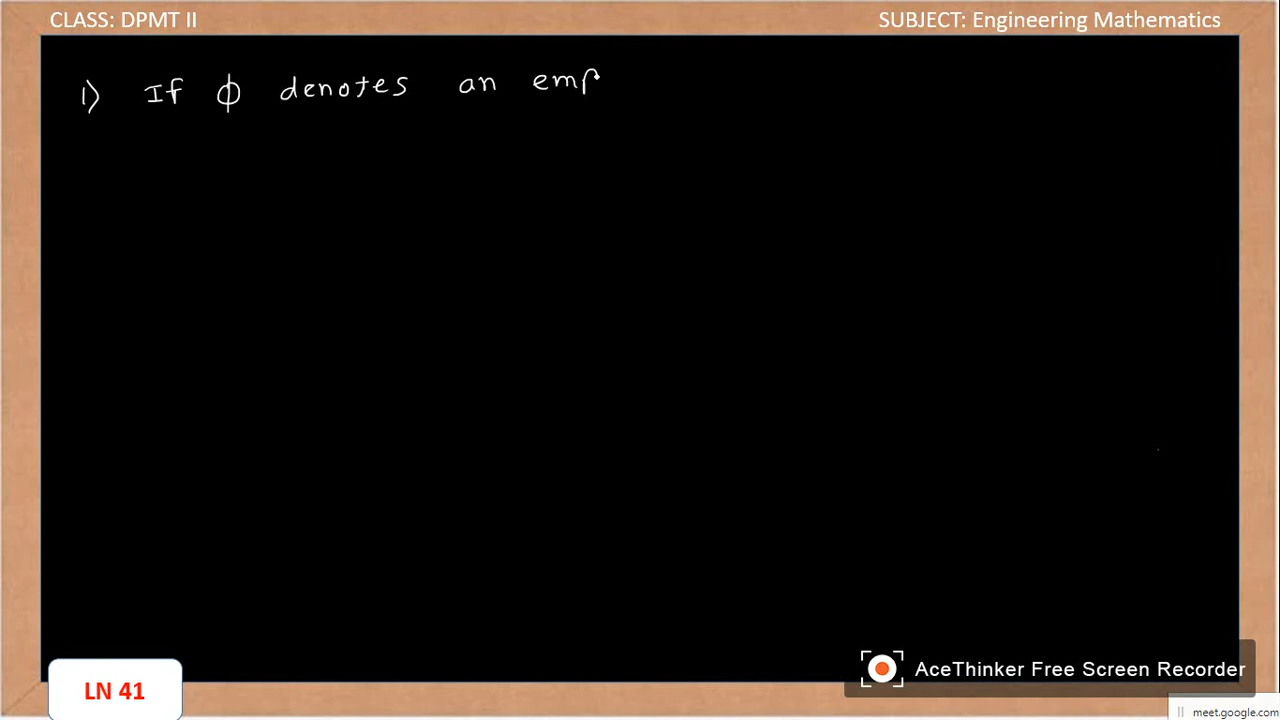 CLASS: DPMT II
SUBJECT: Engineering Mathematics
1) If φ denotes an emp
LN 41
AceThinker Free Screen Recorder
meet.google.com